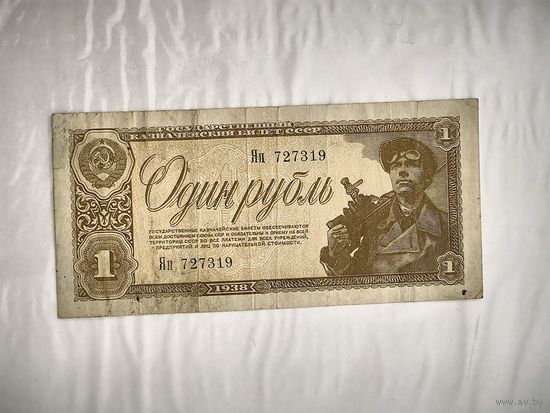 ГОСУДАРСТВЕННЫЙ
КАЗНАЧЕЙСКИЙ БИЛЕТ СССР
1
Яп 727319
Один рубль
ГОСУДАРСТВЕННЫЕ КАЗНАЧЕЙСКИЕ БИЛЕТЫ ОБЕСПЕЧИВАЮТСЯ
ВСЕМ ДОСТОЯНИЕМ СОЮЗА ССР И ОБЯЗАТЕЛЬНЫ К ПРИЕМУ НА ВСЕЙ
ТЕРРИТОРИИ СССР ВО ВСЕ ПЛАТЕЖИ ДЛЯ ВСЕХ УЧРЕЖДЕНИЙ,
ПРЕДПРИЯТИЙ И ЛИЦ ПО НАРИЦАТЕЛЬНОЙ СТОИМОСТИ.
1
Яп 727319
1
1938
www.ay.by